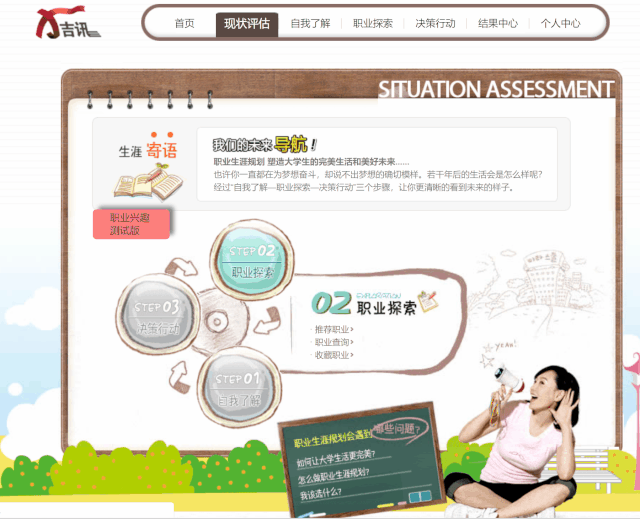 吉讯
首页
现状评估
自我了解
职业探索
决策行动
结果中心
个人中心
SITUATION ASSESSMENT
生涯 寄语
我们的未来 导航！
职业生涯规划 塑造大学生的完美生活和美好未来......
也许你一直都在为梦想奋斗，却说不出梦想的确切模样。若干年后的生活会是怎么样呢？
经过“自我了解—职业探索—决策行动”三个步骤，让你更清晰的看到未来的样子。
职业兴趣
测试版
STEP 02
职业探索
STEP 03
决策行动
STEP 01
自我了解
02 EXPLORATION
职业探索
· 推荐职业>
· 职业查询>
· 收藏职业>
YEAH!
职业生涯规划会遇到哪些问题？
如何让大学生活更完美？
怎么做职业生涯规划？
我该选什么？